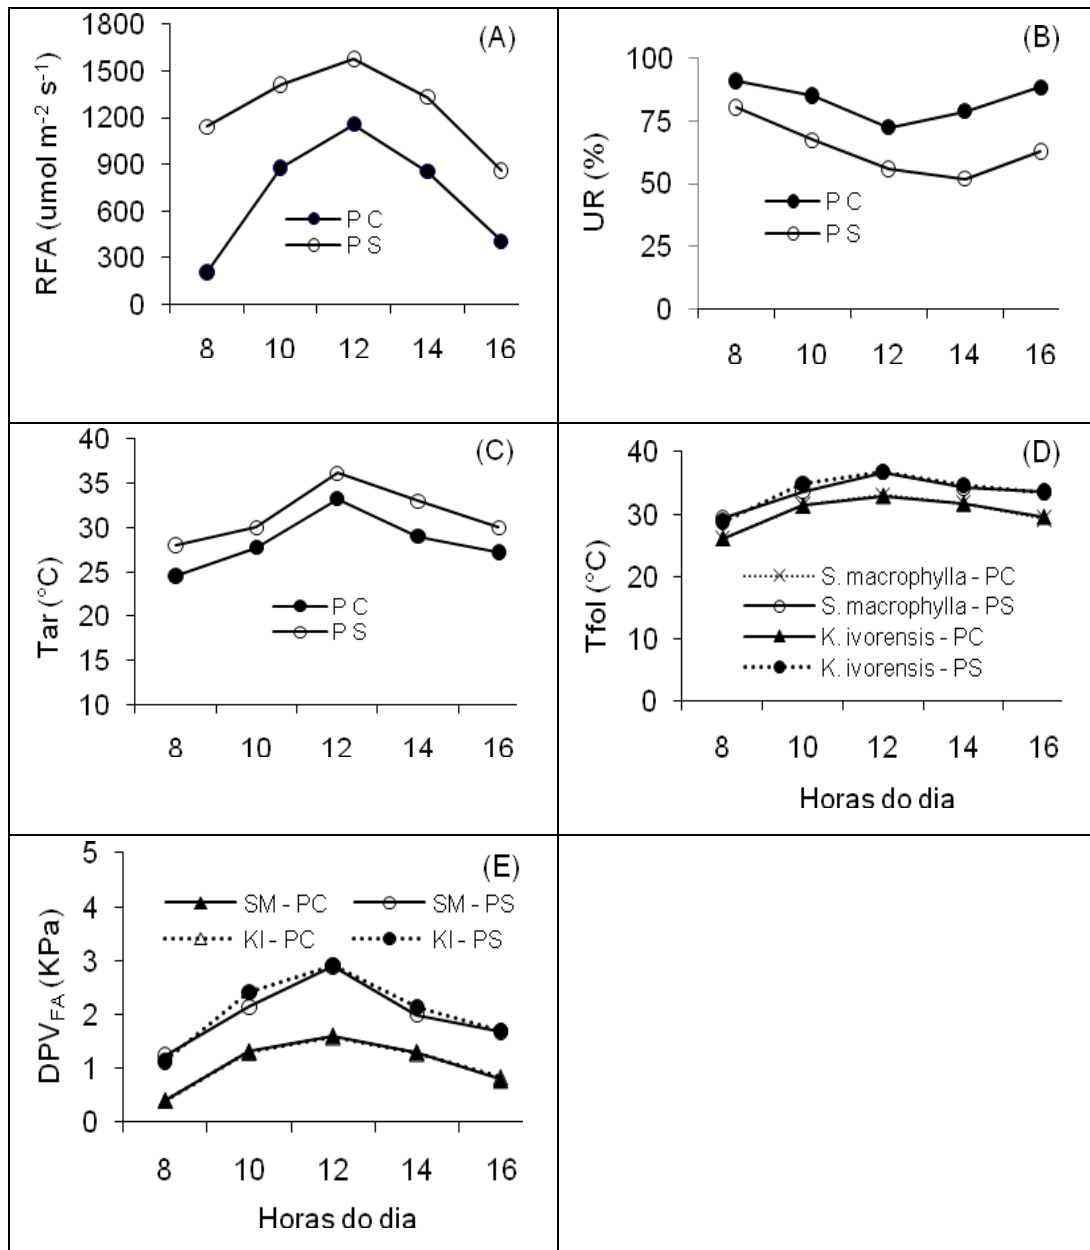 (A)
RFA (umol m-2 s-1)
1800
1500
1200
900
600
300
0
P C
P S
8 10 12 14 16
(B)
UR (%)
100
75
50
25
0
P C
P S
8 10 12 14 16
(C)
Tar (°C)
40
35
30
25
20
15
10
P C
P S
8 10 12 14 16
(D)
Tfol (°C)
40
30
20
10
0
S. macrophylla - PC
S. macrophylla - PS
K. ivorensis - PC
K. ivorensis - PS
8 10 12 14 16
Horas do dia
(E)
DPVFA (KPa)
5
4
3
2
1
0
SM - PC SM - PS
KI - PC KI - PS
8 10 12 14 16
Horas do dia